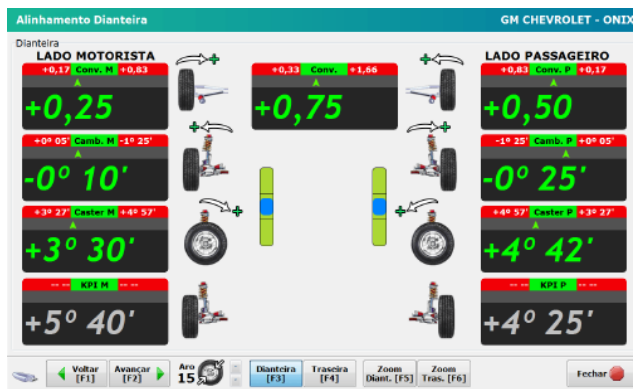 Alinhamento Dianteira GM CHEVROLET - ONIX
Dianteira
LADO MOTORISTA LADO PASSAGEIRO
+0,17 Conv. M +0,83 +0,33 Conv. +1,66 +0,83 Conv. P +0,17
+0,25 +0,75 +0,50
+0º 05' Camb. M -1º 25' -1º 25' Camb. P +0º 05'
-0º 10' -0º 25'
+3º 27' Caster M +4º 57' +4º 57' Caster P +3º 27'
+3º 30' +4º 42'
-- -- KPI M -- -- -- -- KPI P -- --
+5º 40' +4º 25'
Voltar Avançar Aro Dianteira Traseira Zoom Zoom Fechar
[F1] [F2] 15 [F3] [F4] Diant. [F5] Tras. [F6]